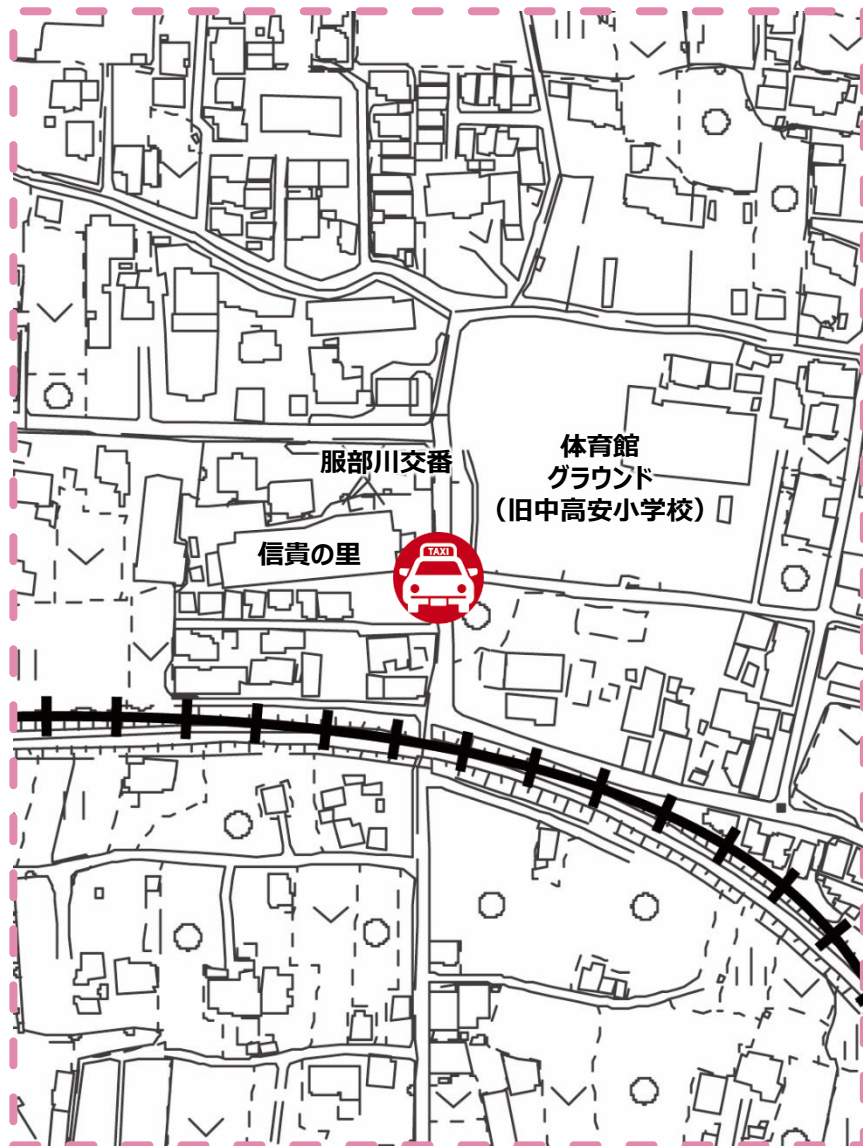 服部川交番
体育館
グラウンド
（旧中高安小学校）
信貴の里
TAXI